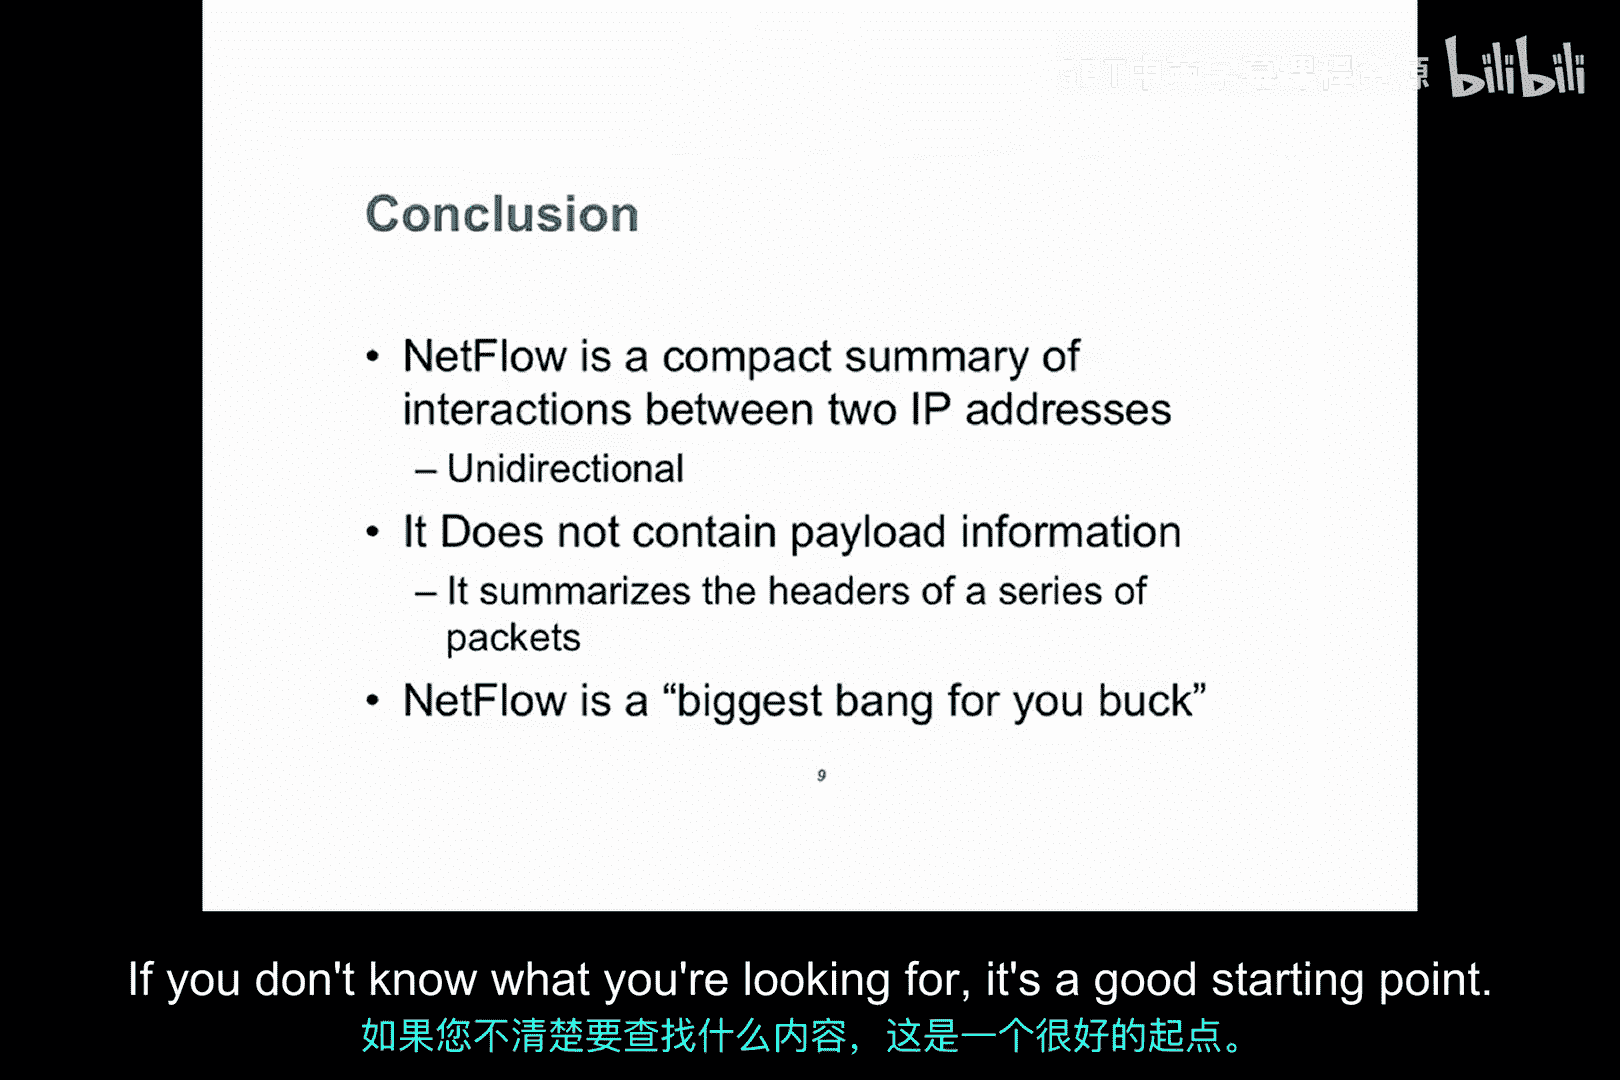 bilibili
Conclusion
• NetFlow is a compact summary of
interactions between two IP addresses
– Unidirectional
• It Does not contain payload information
– It summarizes the headers of a series of
packets
• NetFlow is a “biggest bang for you buck”
9
If you don't know what you're looking for, it's a good starting point.
如果您不清楚要查找什么内容，这是一个很好的起点。